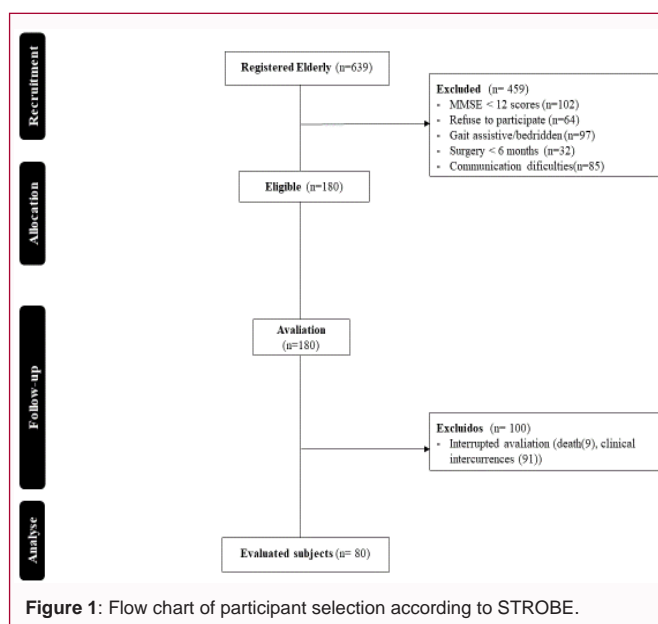 Recruitment
Registered Elderly (n=639)
Excluded (n= 459)
- MMSE < 12 scores (n=102)
- Refuse to participate (n=64)
- Gait assistive/bedridden (n=97)
- Surgery < 6 months (n=32)
- Communication dificulties(n=85)
Allocation
Eligible (n=180)
Follow-up
Avaliation
(n=180)
Excluidos (n= 100)
- Interrupted avaliation (death(9), clinical
intercurrences (91))
Analyse
Evaluated subjects (n= 80)
Figure 1: Flow chart of participant selection according to STROBE.